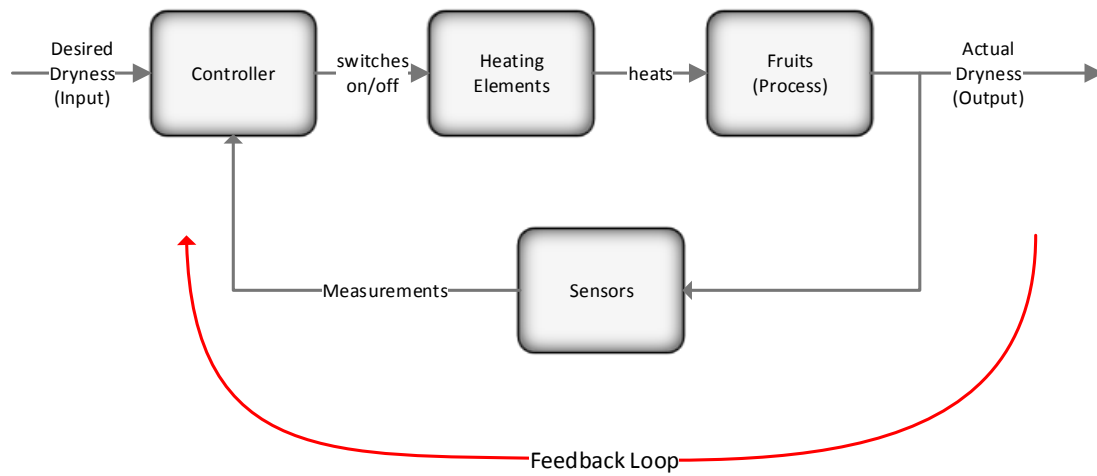 Desired
Dryness
(Input)
Controller
switches
on/off
Heating
Elements
heats
Fruits
(Process)
Actual
Dryness
(Output)
Measurements
Sensors
Feedback Loop